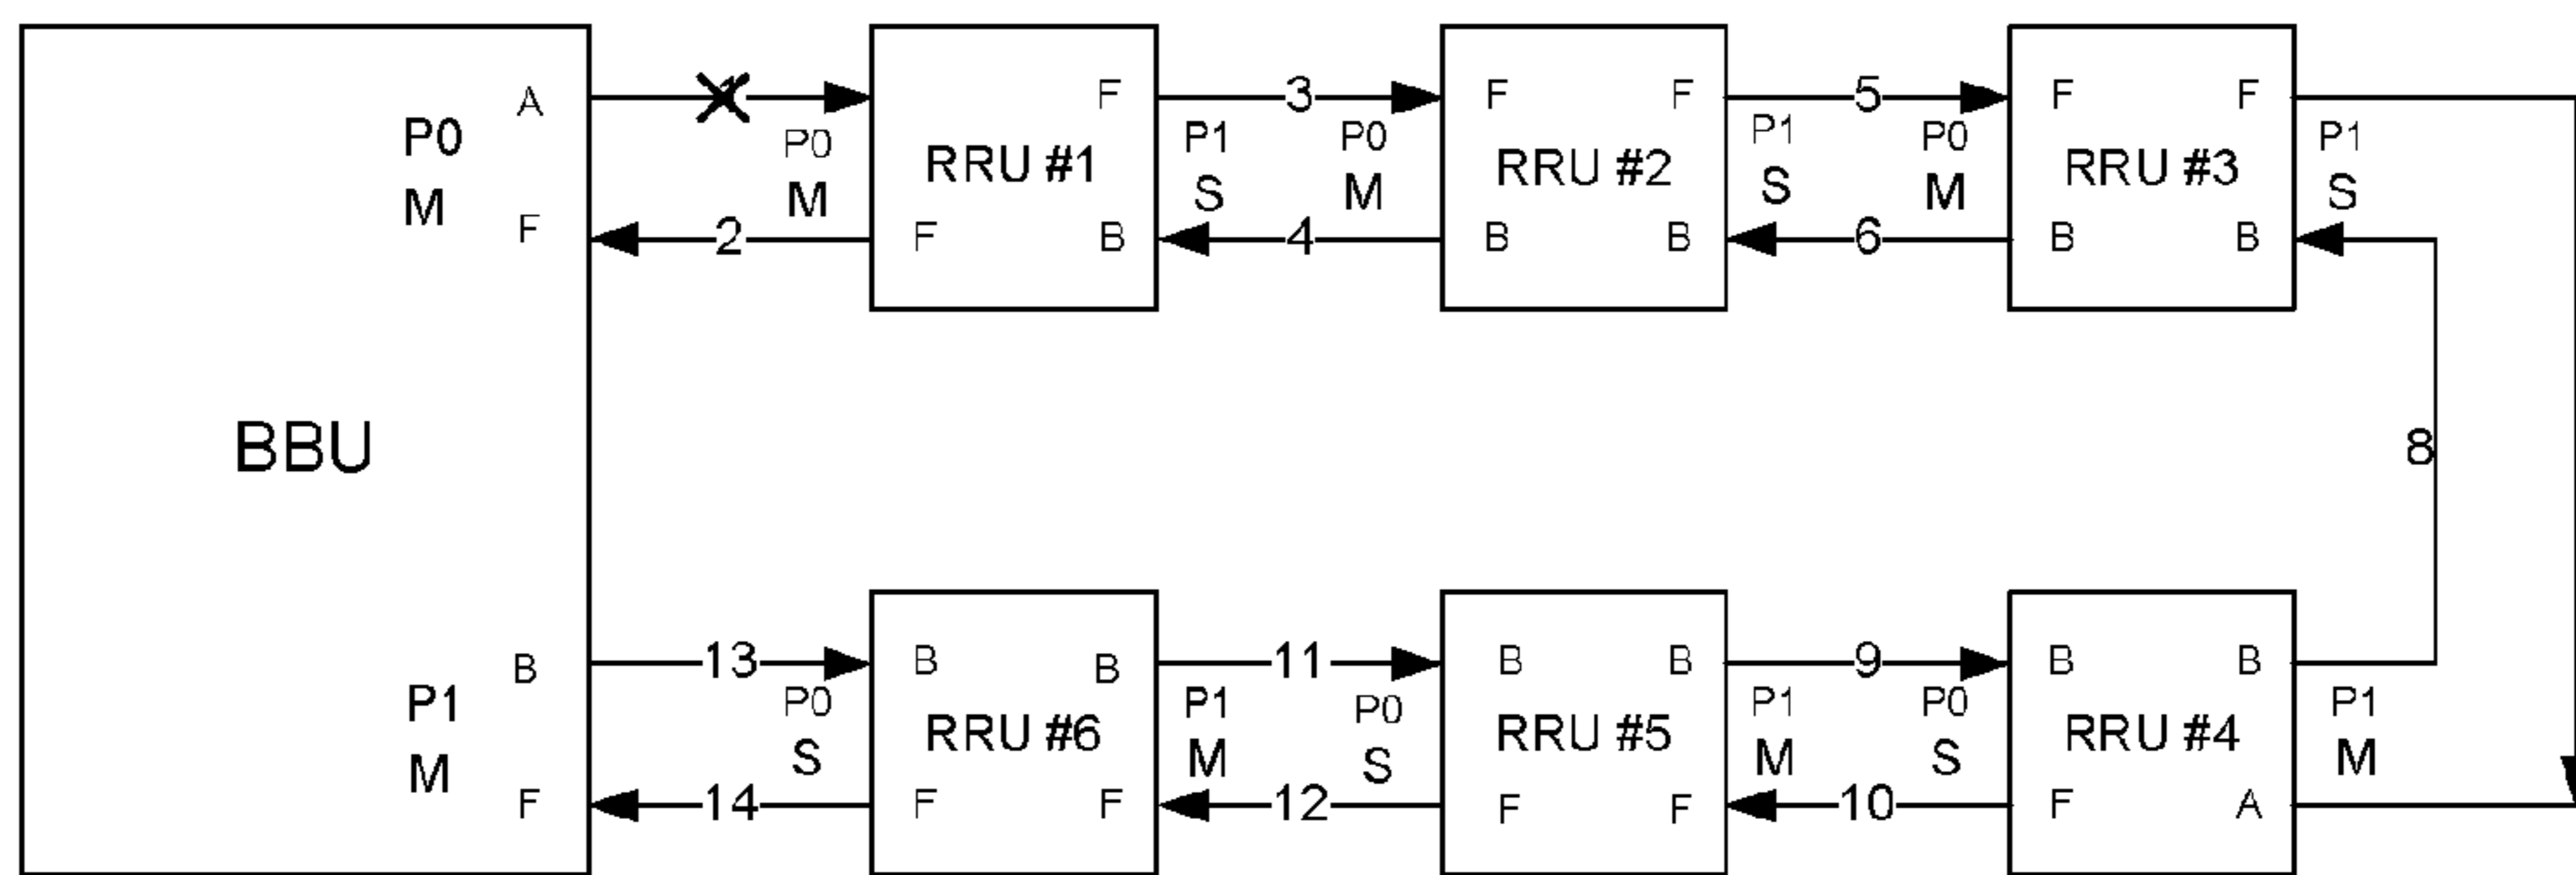 A 3 5
F F F F F
P0 P0 P1 P0 P1 P0 P1
RRU #1 RRU #2 RRU #3
M M S M S M S
F 2 F B 4 B B 6 B B
BBU
8
B 13 B B 11 B B 9 B B
P1 P0 P1 P0 P1 P0 P1
RRU #6 RRU #5 RRU #4
M S M S M S M
F 14 F F 12 F F 10 F A